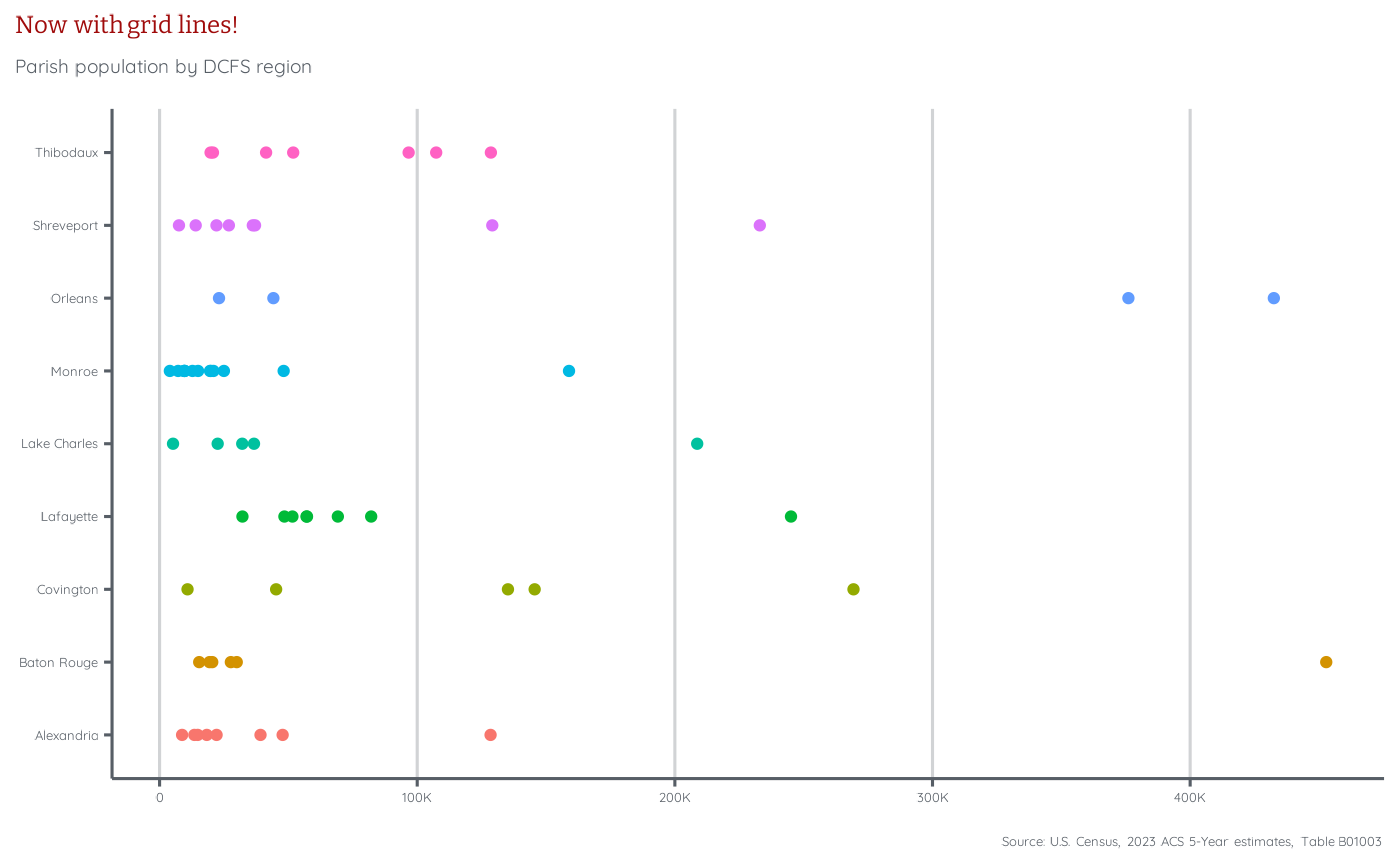 Now with grid lines!
Parish population by DCFS region
Thibodaux
Shreveport
Orleans
Monroe
Lake Charles
Lafayette
Covington
Baton Rouge
Alexandria
0 100K 200K 300K 400K
Source: U.S. Census, 2023 ACS 5-Year estimates, Table B01003